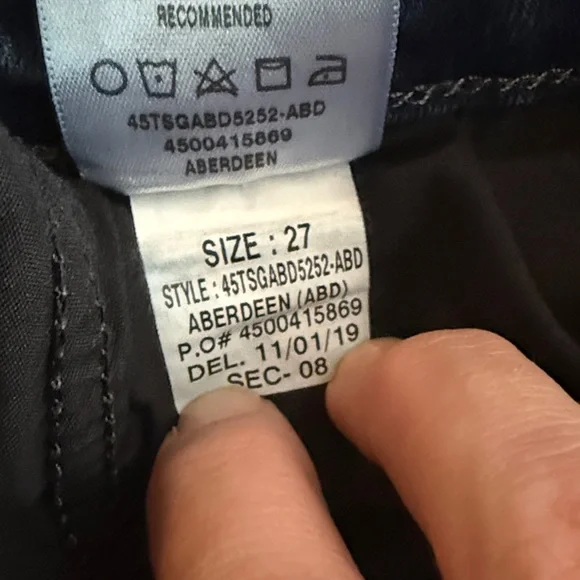 RECOMMENDED
45TSGABD5252-ABD
4500415869
ABERDEEN
SIZE : 27
STYLE : 45TSGABD5252-ABD
ABERDEEN (ABD)
P.O# 4500415869
DEL. 11/01/19
SEC- 08